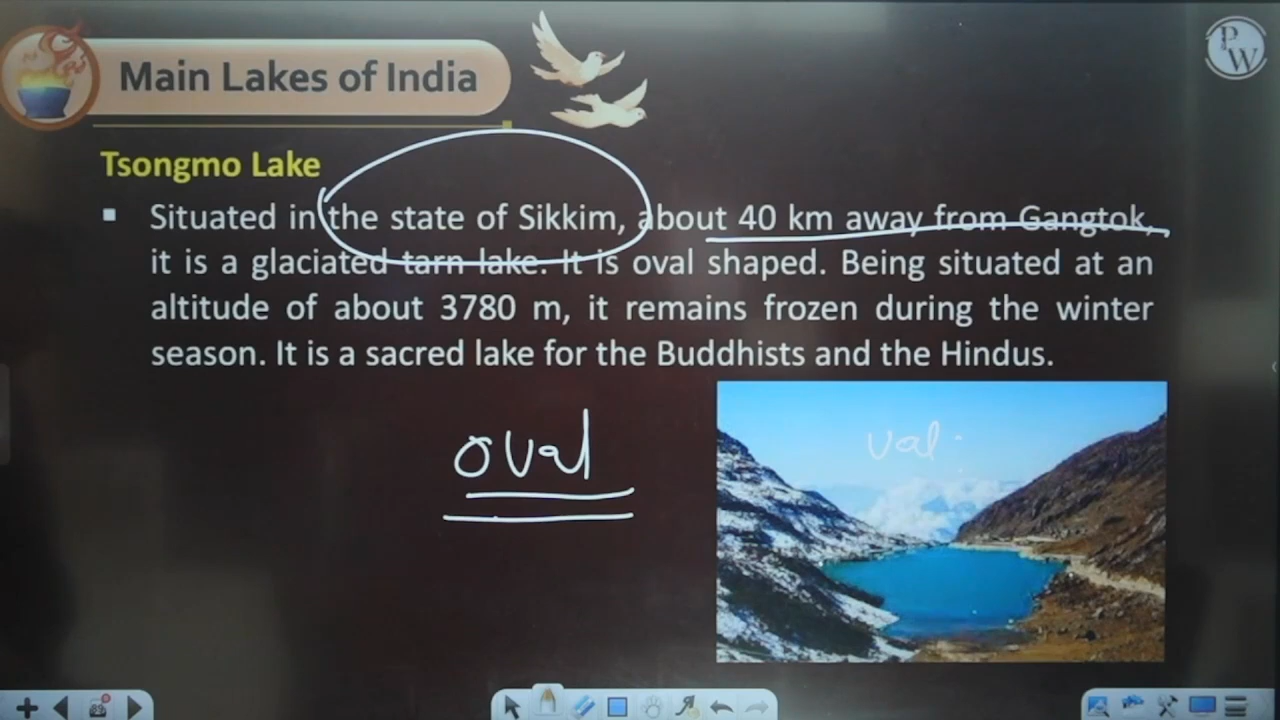 Main Lakes of India
PW
Tsongmo Lake
▪ Situated in the state of Sikkim, about 40 km away from Gangtok,
it is a glaciated tarn lake. It is oval shaped. Being situated at an
altitude of about 3780 m, it remains frozen during the winter
season. It is a sacred lake for the Buddhists and the Hindus.
oval
val